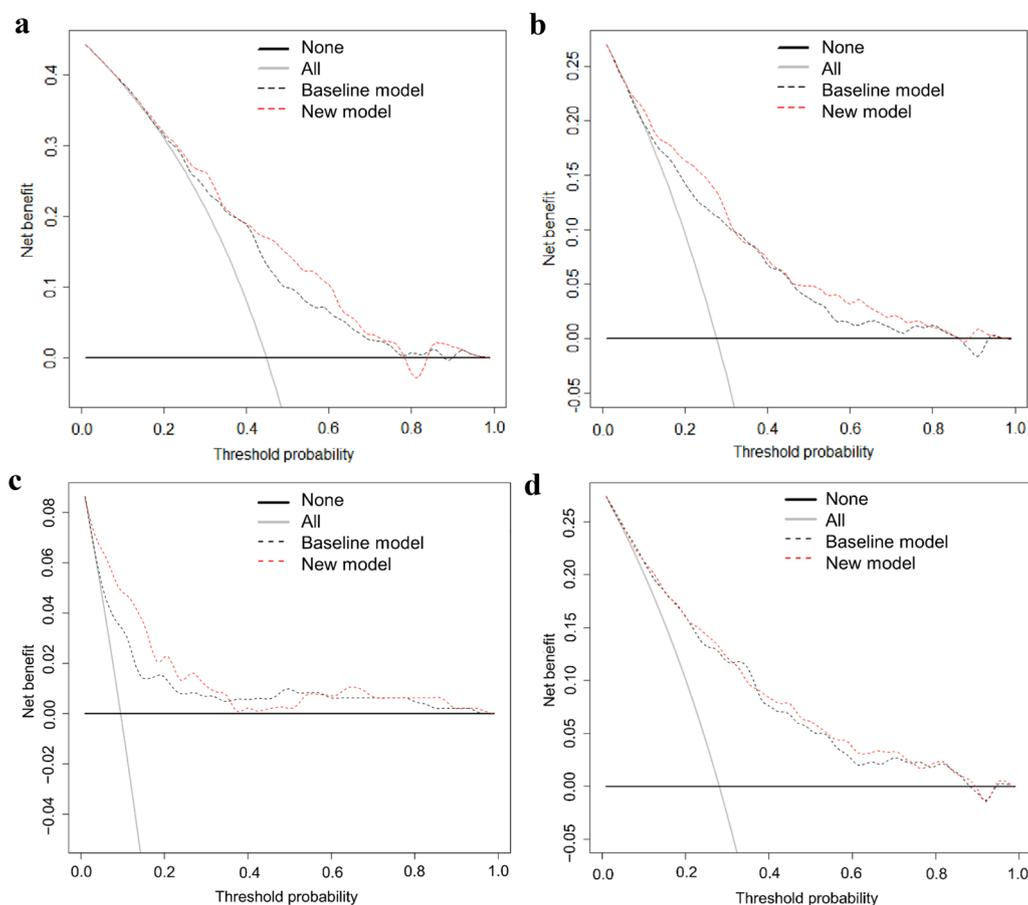 a
None
All
Baseline model
New model
Net benefit
0.4
0.3
0.2
0.1
0.0
0.0 0.2 0.4 0.6 0.8 1.0
Threshold probability
b
None
All
Baseline model
New model
Net benefit
0.25
0.20
0.15
0.10
0.05
0.00
−0.05
0.0 0.2 0.4 0.6 0.8 1.0
Threshold probability
c
None
All
Baseline model
New model
Net benefit
0.08
0.06
0.04
0.02
0.00
−0.02
−0.04
0.0 0.2 0.4 0.6 0.8 1.0
Threshold probability
d
None
All
Baseline model
New model
Net benefit
0.25
0.20
0.15
0.10
0.05
0.00
−0.05
0.0 0.2 0.4 0.6 0.8 1.0
Threshold probability